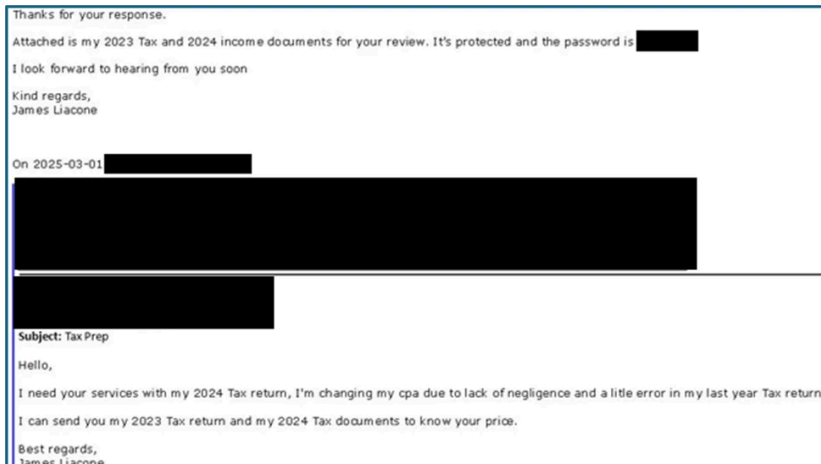 Thanks for your response.
Attached is my 2023 Tax and 2024 income documents for your review. It's protected and the password is
I look forward to hearing from you soon
Kind regards,
James Liacone
On 2025-03-01
Subject: Tax Prep
Hello,
I need your services with my 2024 Tax return, I'm changing my cpa due to lack of negligence and a litle error in my last year Tax return
I can send you my 2023 Tax return and my 2024 Tax documents to know your price.
Best regards,
James Liacone